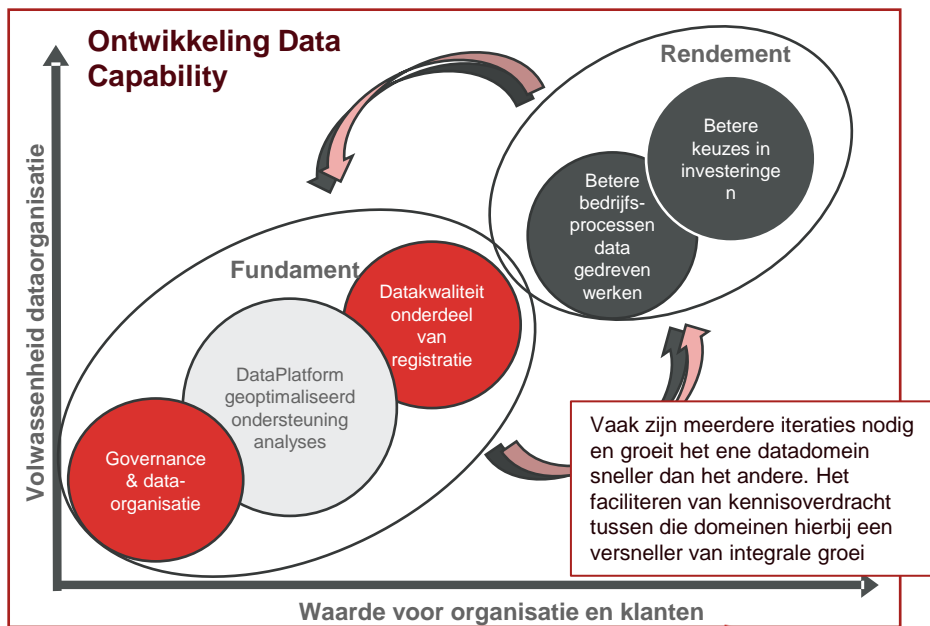 Ontwikkeling Data
Capability
Volwassenheid dataorganisatie
Rendement
Betere
keuzes in
investeringe
n
Betere
bedrijfs-
processen
data
gedreven
werken
Fundament
Datakwaliteit
onderdeel
van
registratie
DataPlatform
geoptimaliseerd
ondersteuning
analyses
Governance
& data-
organisatie
Vaak zijn meerdere iteraties nodig
en groeit het ene datadomein
sneller dan het andere. Het
faciliteren van kennisoverdracht
tussen die domeinen hierbij een
versneller van integrale groei
Waarde voor organisatie en klanten